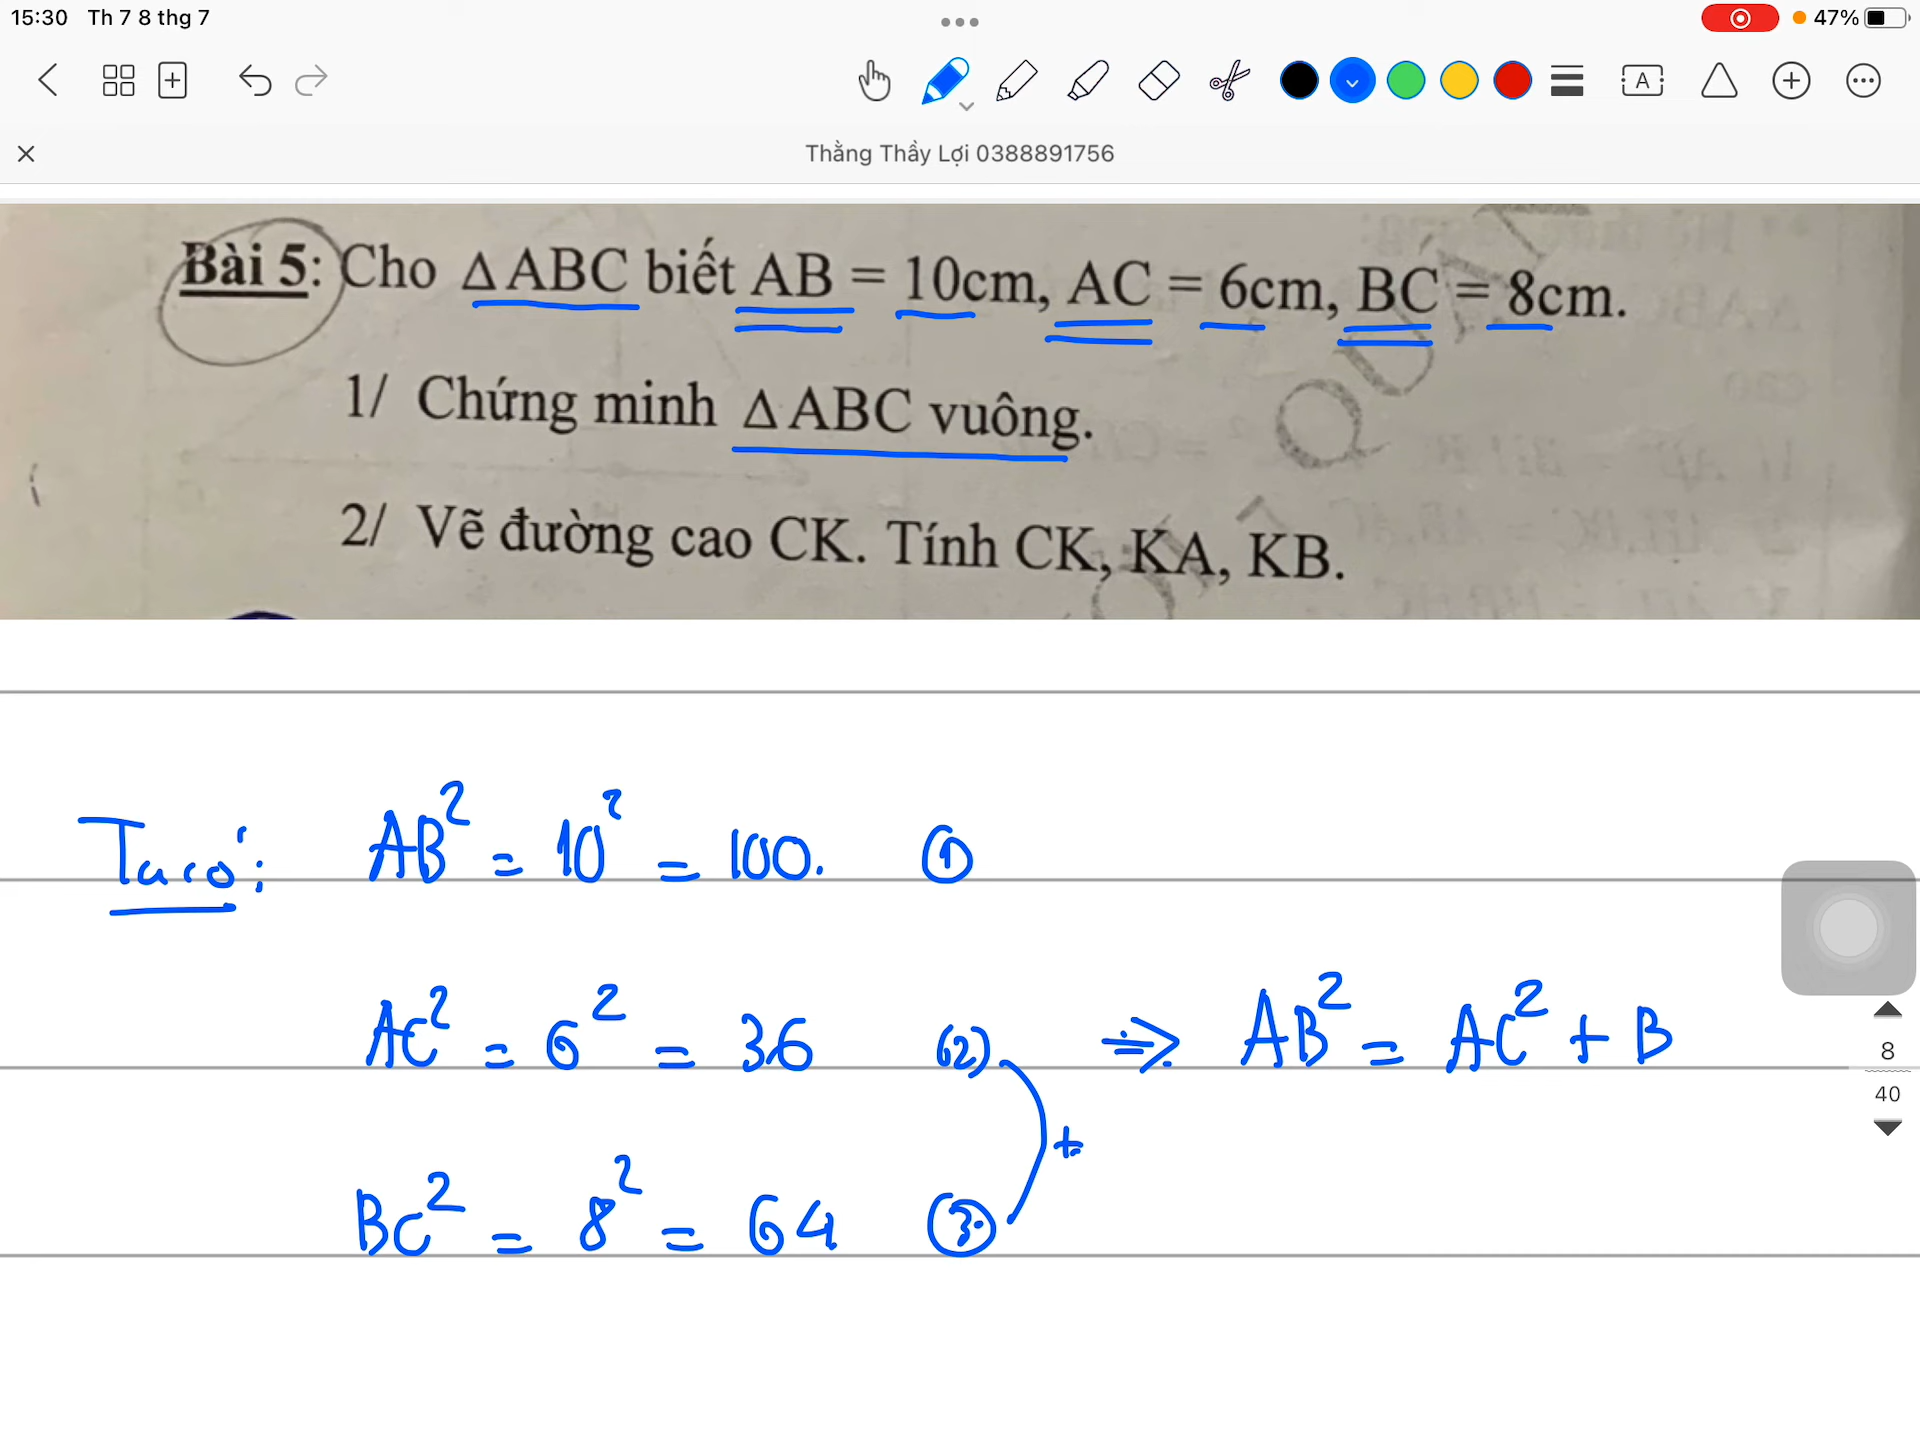 15:30 Th 7 8 thg 7
47%
A
Thằng Thầy Lợi 0388891756
Bài 5: Cho ΔABC biết AB = 10cm, AC = 6cm, BC = 8cm.
1/ Chứng minh ΔABC vuông.
2/ Vẽ đường cao CK. Tính CK, KA, KB.
Ta có: AB² = 10² = 100. ①
AC² = 6² = 36 (2). => AB² = AC² + B
+
BC² = 8² = 64 ③
8
40